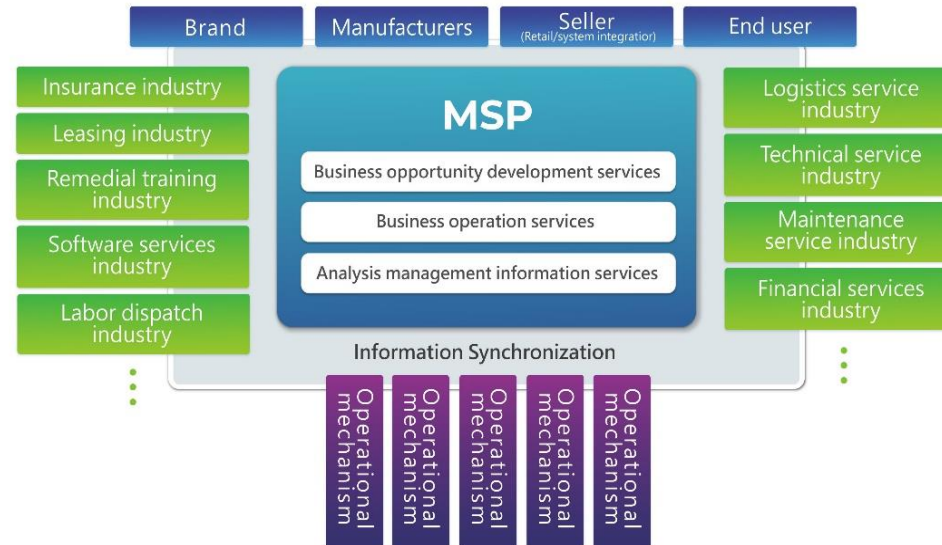 Brand
Manufacturers
Seller
(Retail/system integratior)
End user
Insurance industry
Leasing industry
Remedial training
industry
Software services
industry
Labor dispatch
industry
MSP
Business opportunity development services
Business operation services
Analysis management information services
Information Synchronization
Logistics service
industry
Technical service
industry
Maintenance
service industry
Financial services
industry
Operational
mechanism
Operational
mechanism
Operational
mechanism
Operational
mechanism
Operational
mechanism